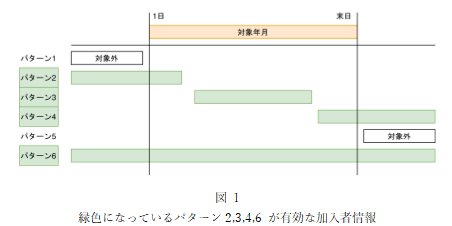 1日
末日
対象年月
パターン1
対象外
パターン2
パターン3
パターン4
パターン5
対象外
パターン6
図 1
緑色になっているパターン2,3,4,6 が有効な加入者情報